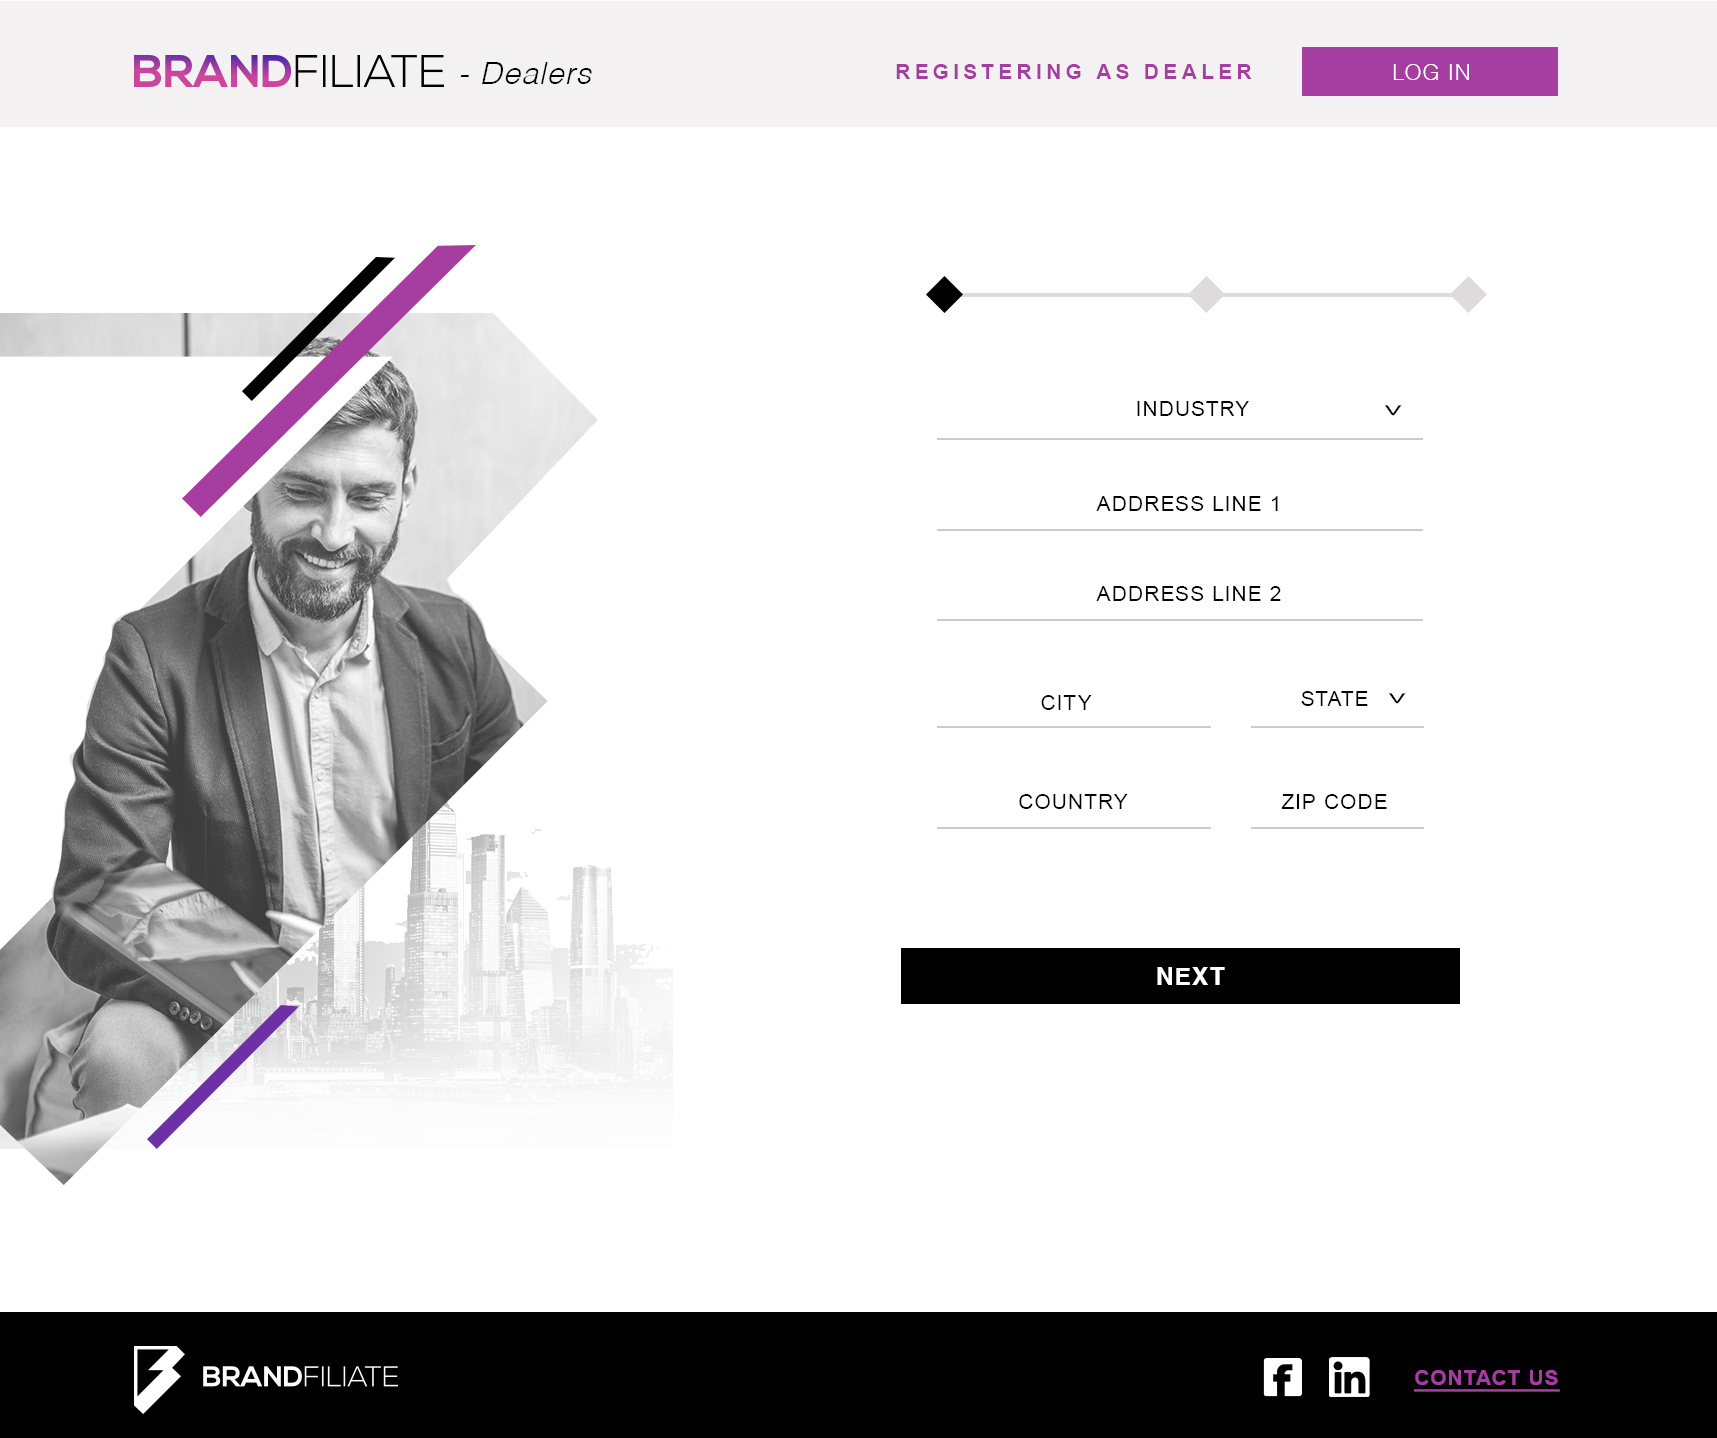 BRANDFILIATE - Dealers
REGISTERING AS DEALER
LOG IN
INDUSTRY
ADDRESS LINE 1
ADDRESS LINE 2
CITY
STATE
COUNTRY
ZIP CODE
NEXT
BRANDFILIATE
f
in
CONTACT US